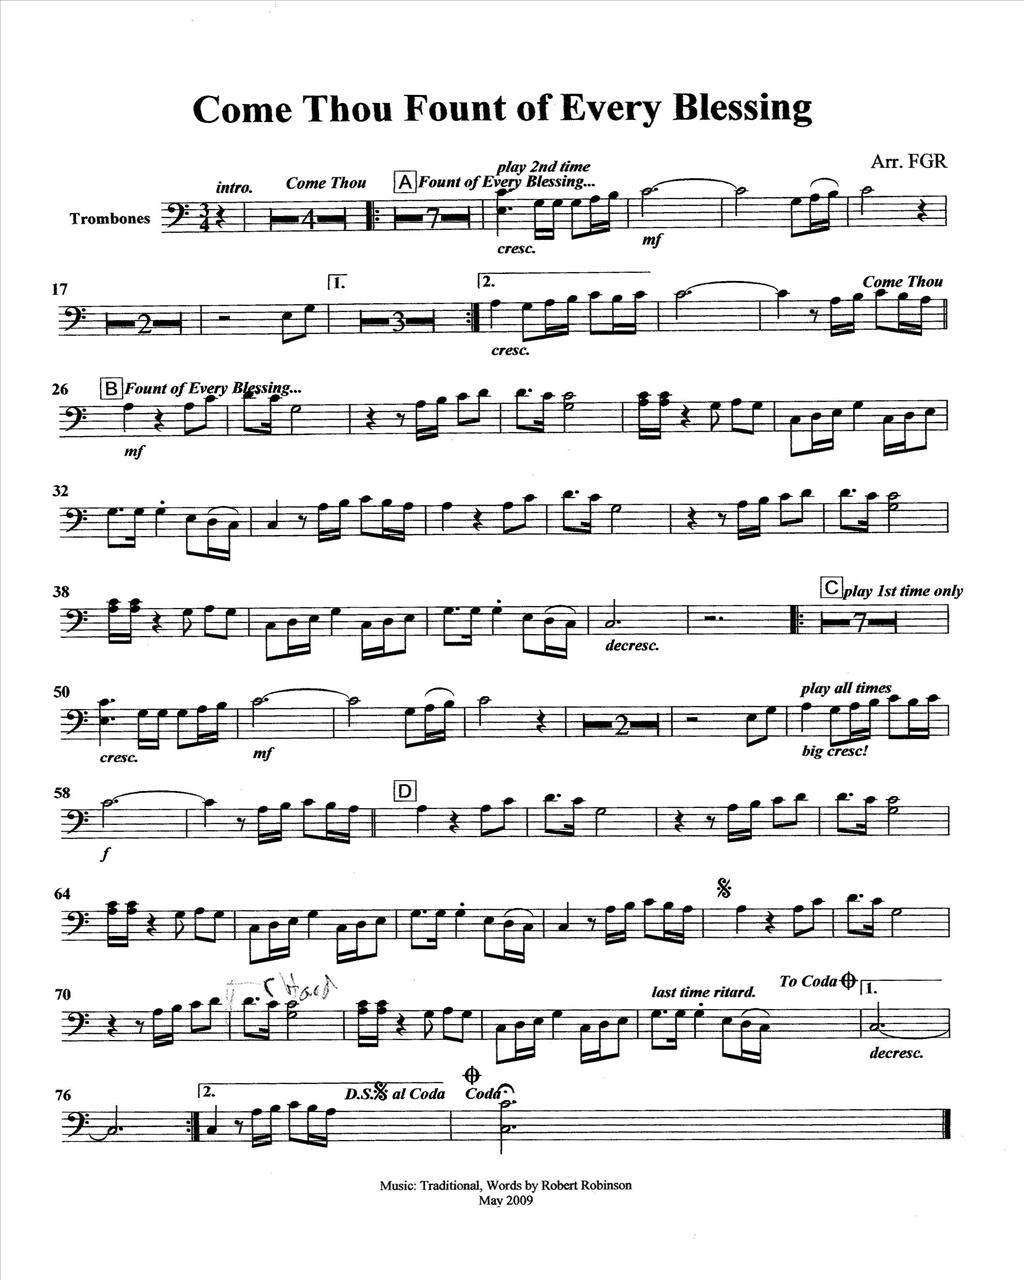 Come Thou Fount of Every Blessing
Arr. FGR
play 2nd time
intro. Come Thou A Fount of Every Blessing...
Trombones
4 7
cresc. mf
17 1. 2. Come Thou
2 3
cresc.
26 B Fount of Every Blessing...
mf
32
38 C play 1st time only
7
decresc.
50 play all times
2
cresc. mf big cresc!
58 D
f
64
70 Hard last time ritard. To Coda 1.
decresc.
76 2. D.S. al Coda Coda
Music: Traditional, Words by Robert Robinson
May 2009